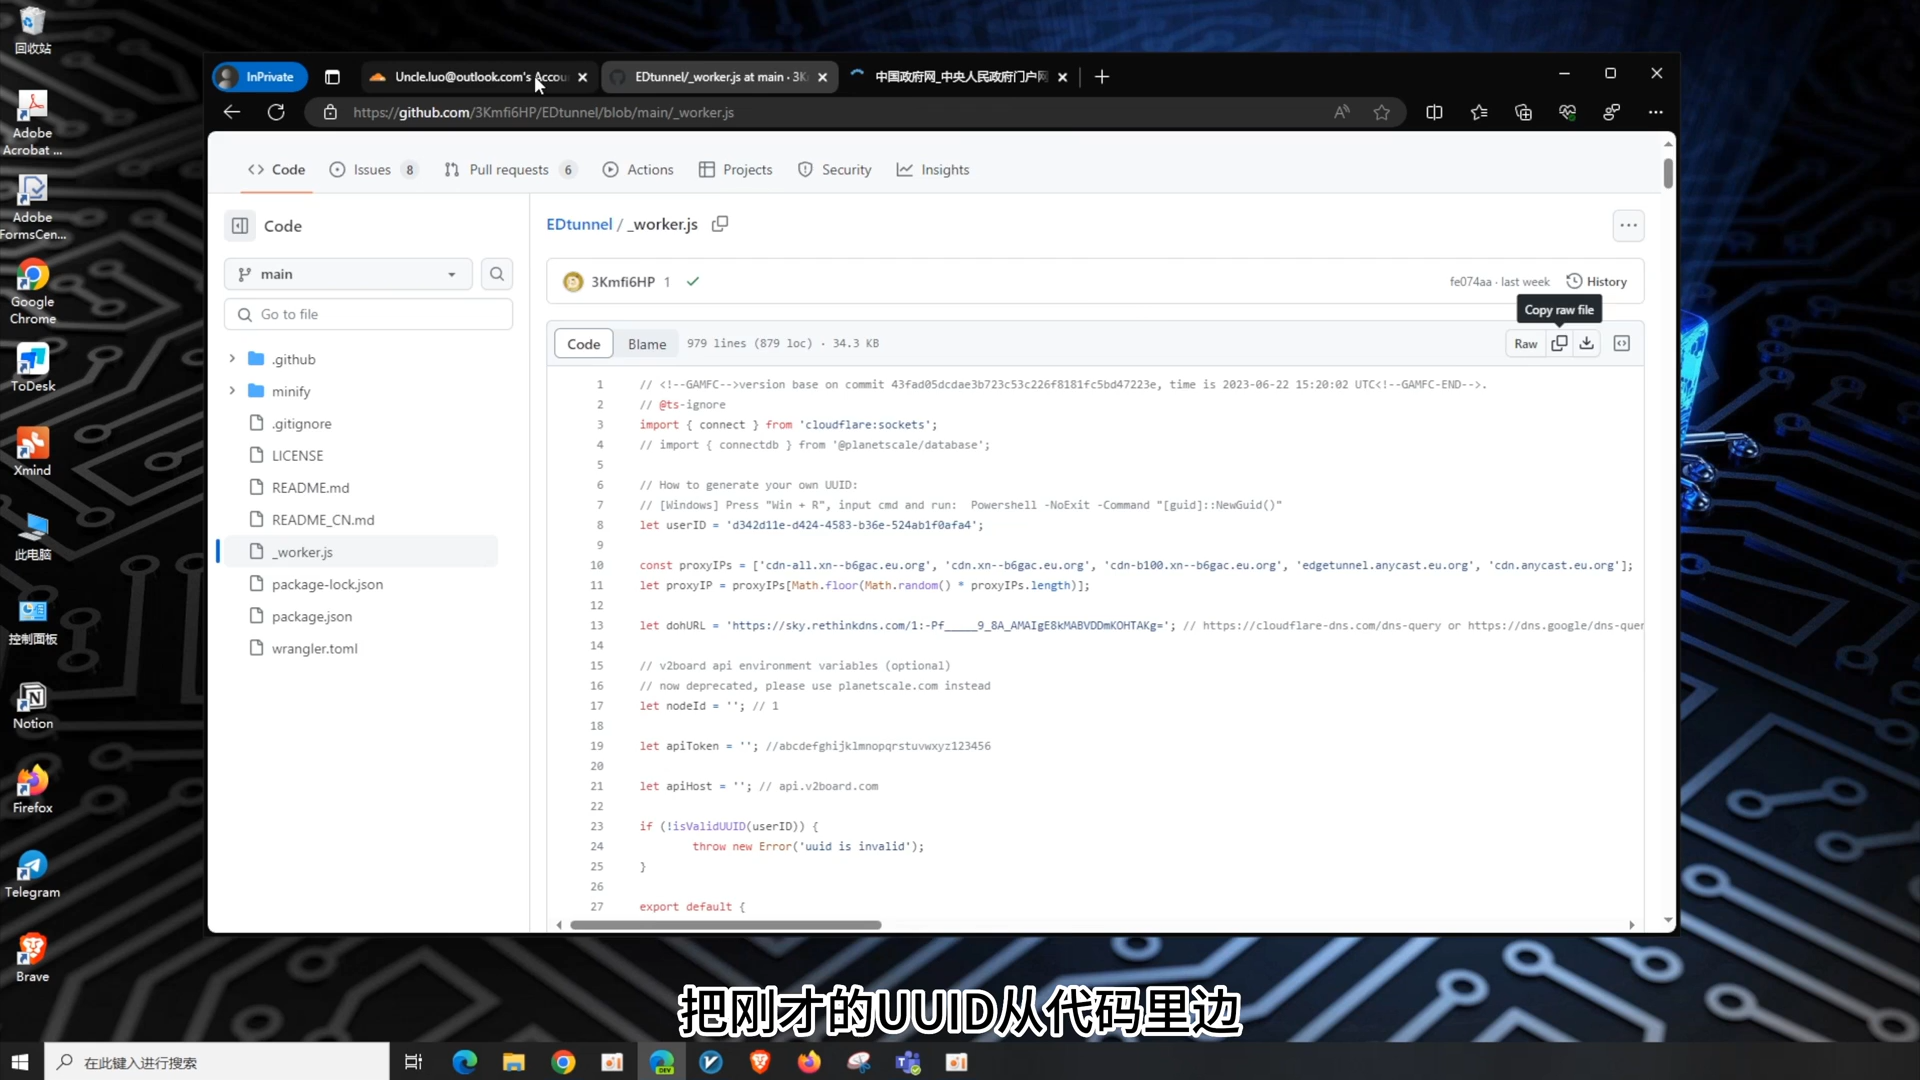 回收站
Adobe
Acrobat ...
Adobe
FormsCen...
Google
Chrome
ToDesk
Xmind
此电脑
控制面板
Notion
Firefox
Telegram
Brave
InPrivate
Uncle.luo@outlook.com's Accou
EDtunnel/_worker.js at main · 3K
中国政府网_中央人民政府门户网
https://github.com/3Kmfi6HP/EDtunnel/blob/main/_worker.js
Code
Issues 8
Pull requests 6
Actions
Projects
Security
Insights
Code
main
Go to file
.github
minify
.gitignore
LICENSE
README.md
README_CN.md
_worker.js
package-lock.json
package.json
wrangler.toml
EDtunnel / _worker.js
3Kmfi6HP 1
fe074aa · last week
History
Copy raw file
Code
Blame
979 lines (879 loc) · 34.3 KB
Raw
1 // <!--GAMFC-->version base on commit 43fad05dcdae3b723c53c226f8181fc5bd47223e, time is 2023-06-22 15:20:02 UTC<!--GAMFC-END-->.
2 // @ts-ignore
3 import { connect } from 'cloudflare:sockets';
4 // import { connectdb } from '@planetscale/database';
5
6 // How to generate your own UUID:
7 // [Windows] Press "Win + R", input cmd and run:  Powershell -NoExit -Command "[guid]::NewGuid()"
8 let userID = 'd342d11e-d424-4583-b36e-524ab1f0afa4';
9
10 const proxyIPs = ['cdn-all.xn--b6gac.eu.org', 'cdn.xn--b6gac.eu.org', 'cdn-b100.xn--b6gac.eu.org', 'edgetunnel.anycast.eu.org', 'cdn.anycast.eu.org'];
11 let proxyIP = proxyIPs[Math.floor(Math.random() * proxyIPs.length)];
12
13 let dohURL = 'https://sky.rethinkdns.com/1:-Pf_____9_8A_AMAIgE8kMABVDDmKOHTAKg='; // https://cloudflare-dns.com/dns-query or https://dns.google/dns-quer
14
15 // v2board api environment variables (optional)
16 // now deprecated, please use planetscale.com instead
17 let nodeId = ''; // 1
18
19 let apiToken = ''; //abcdefghijklmnopqrstuvwxyz123456
20
21 let apiHost = ''; // api.v2board.com
22
23 if (!isValidUUID(userID)) {
24 throw new Error('uuid is invalid');
25 }
26
27 export default {
把刚才的UUID从代码里边
在此键入进行搜索